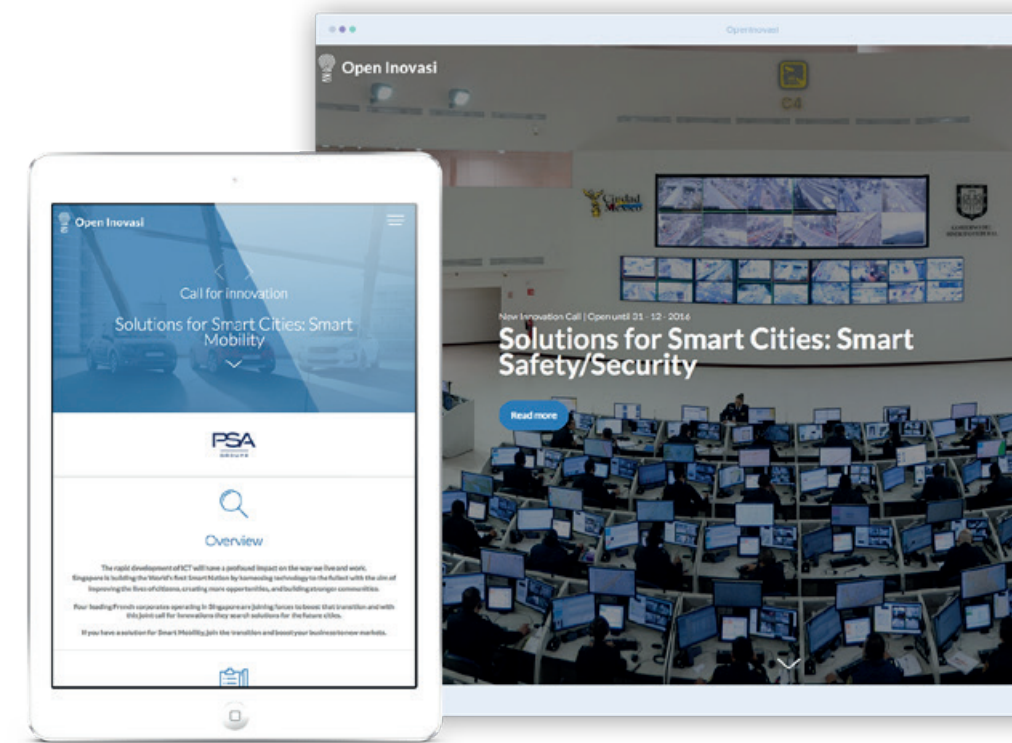 OpenInovasi
Open Inovasi
C4
Ciudad
México
New Innovation Call | Open until 31 - 12 - 2016
Solutions for Smart Cities: Smart
Safety/Security
Read more
Open Inovasi
Call for innovation
Solutions for Smart Cities: Smart
Mobility
PSA
GROUPE
Overview
The rapid development of ICT will have a profound impact on the way we live and work.
Singapore is building the World's first Smart Nation by harnessing technology to the fullest with the aim of
improving the lives of citizens, creating more opportunities, and building stronger communities.
Four leading French corporates operating in Singapore are joining forces to boost that transition and with
this joint call for innovations they search solutions for the future cities.
If you have a solution for Smart Mobility, join the transition and boost your business to new markets.